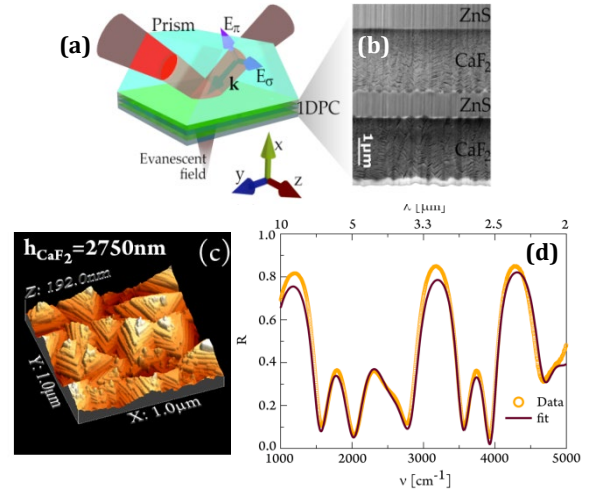 (a)
Prism
Eπ
Eσ
k
1DPC
Evanescent
field
x
y
z
(b)
ZnS
CaF₂
ZnS
CaF₂
1μm
h_CaF₂=2750nm
(c)
Z: 192.0nm
Y: 1.0μm
X: 1.0μm
[μm]
10 5 3.3 2.5 2
(d)
R
1.0
0.8
0.6
0.4
0.2
0.0
Data
fit
1000 2000 3000 4000 5000
ν [cm⁻¹]